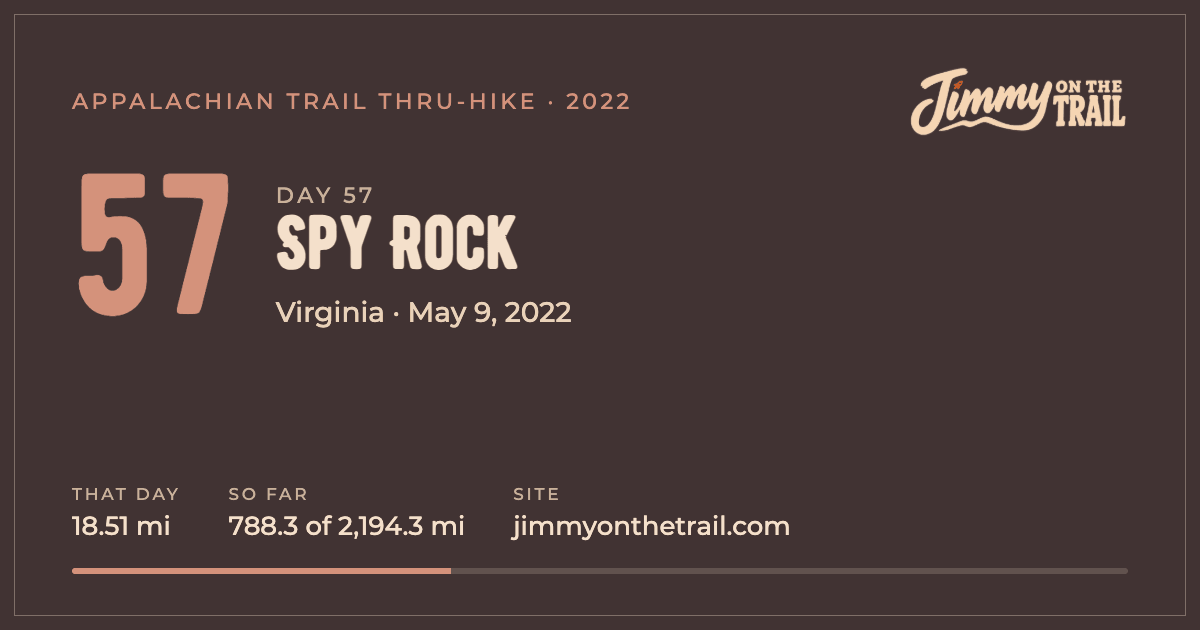 APPALACHIAN TRAIL THRU-HIKE · 2022
Jimmy ON THE TRAIL
57
DAY 57
SPY ROCK
Virginia · May 9, 2022
THAT DAY
18.51 mi
SO FAR
788.3 of 2,194.3 mi
SITE
jimmyonthetrail.com